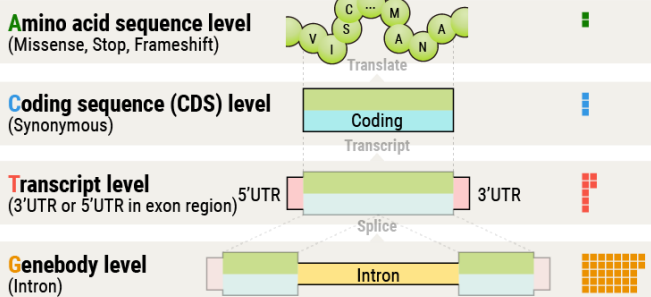 Amino acid sequence level
(Missense, Stop, Frameshift)
V I S C ... M A N A
Translate
Coding sequence (CDS) level
(Synonymous)
Coding
Transcript
Transcript level
(3'UTR or 5'UTR in exon region)
5'UTR
3'UTR
Splice
Genebody level
(Intron)
Intron